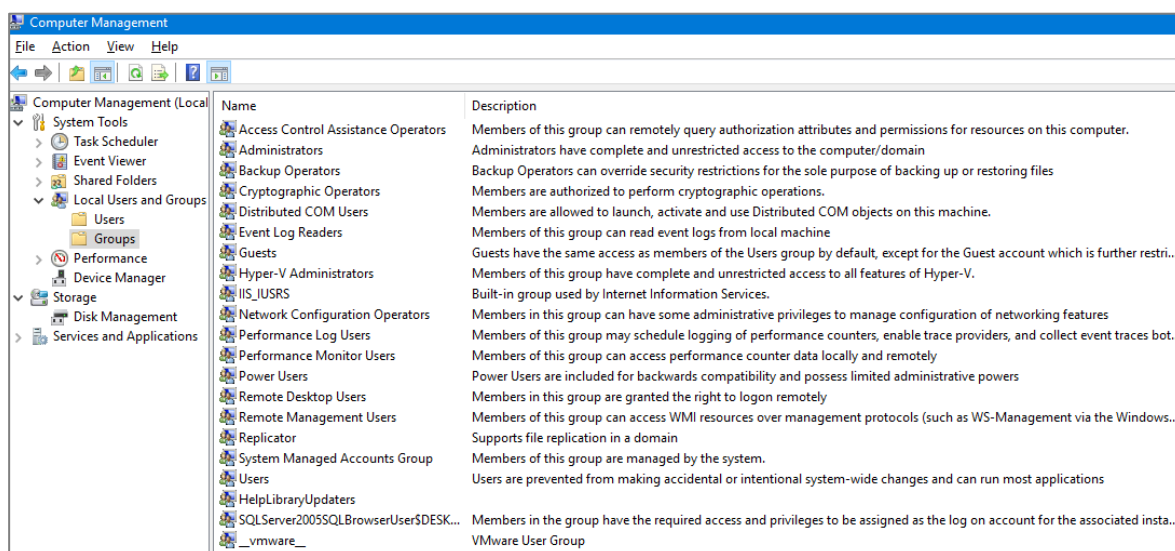 Computer Management
File Action View Help
Computer Management (Local
System Tools
Task Scheduler
Event Viewer
Shared Folders
Local Users and Groups
Users
Groups
Performance
Device Manager
Storage
Disk Management
Services and Applications
Name Description
Access Control Assistance Operators Members of this group can remotely query authorization attributes and permissions for resources on this computer.
Administrators Administrators have complete and unrestricted access to the computer/domain
Backup Operators Backup Operators can override security restrictions for the sole purpose of backing up or restoring files
Cryptographic Operators Members are authorized to perform cryptographic operations.
Distributed COM Users Members are allowed to launch, activate and use Distributed COM objects on this machine.
Event Log Readers Members of this group can read event logs from local machine
Guests Guests have the same access as members of the Users group by default, except for the Guest account which is further restri...
Hyper-V Administrators Members of this group have complete and unrestricted access to all features of Hyper-V.
IIS_IUSRS Built-in group used by Internet Information Services.
Network Configuration Operators Members in this group can have some administrative privileges to manage configuration of networking features
Performance Log Users Members of this group may schedule logging of performance counters, enable trace providers, and collect event traces bot...
Performance Monitor Users Members of this group can access performance counter data locally and remotely
Power Users Power Users are included for backwards compatibility and possess limited administrative powers
Remote Desktop Users Members in this group are granted the right to logon remotely
Remote Management Users Members of this group can access WMI resources over management protocols (such as WS-Management via the Windows...
Replicator Supports file replication in a domain
System Managed Accounts Group Members of this group are managed by the system.
Users Users are prevented from making accidental or intentional system-wide changes and can run most applications
HelpLibraryUpdaters
SQLServer2005SQLBrowserUser$DESK... Members in the group have the required access and privileges to be assigned as the log on account for the associated insta...
__vmware__ VMware User Group